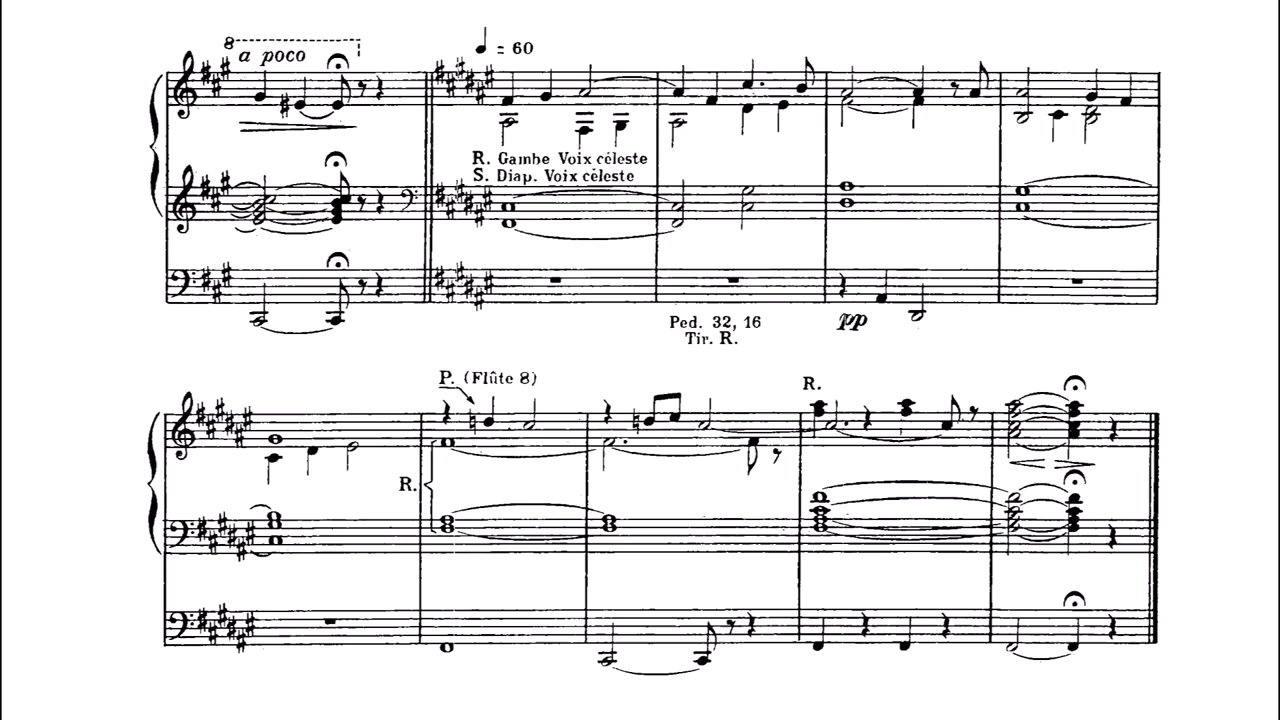 8
a poco
♩ = 60
R. Gambe Voix céleste
S. Diap. Voix céleste
Ped. 32, 16
Tir. R.
pp
P. (Flûte 8)
R.
R.